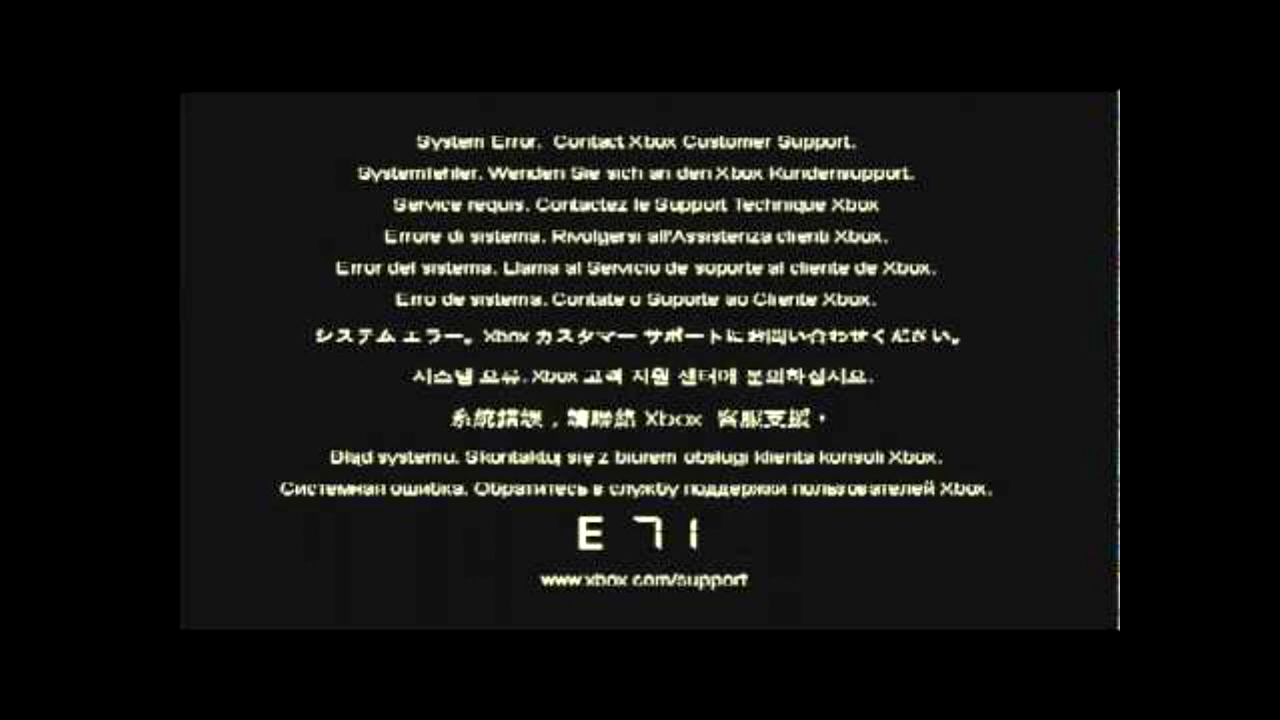 System Error.  Contact Xbox Customer Support.
Systemfehler. Wenden Sie sich an den Xbox Kundensupport.
Service requis. Contactez le Support Technique Xbox
Errore di sistema. Rivolgersi all'Assistenza clienti Xbox.
Error del sistema. Llama al Servicio de soporte al cliente de Xbox.
Erro de sistema. Contate o Suporte ao Cliente Xbox.
システム エラー。 Xbox カスタマー サポートにお問い合わせください。
시스템 오류. Xbox 고객 지원 센터에 문의하십시오.
系統錯誤，請聯絡 Xbox 客服支援。
Błąd systemu. Skontaktuj się z biurem obsługi klienta konsoli Xbox.
Системная ошибка. Обратитесь в службу поддержки пользователей Xbox.
E 71
www.xbox.com/support